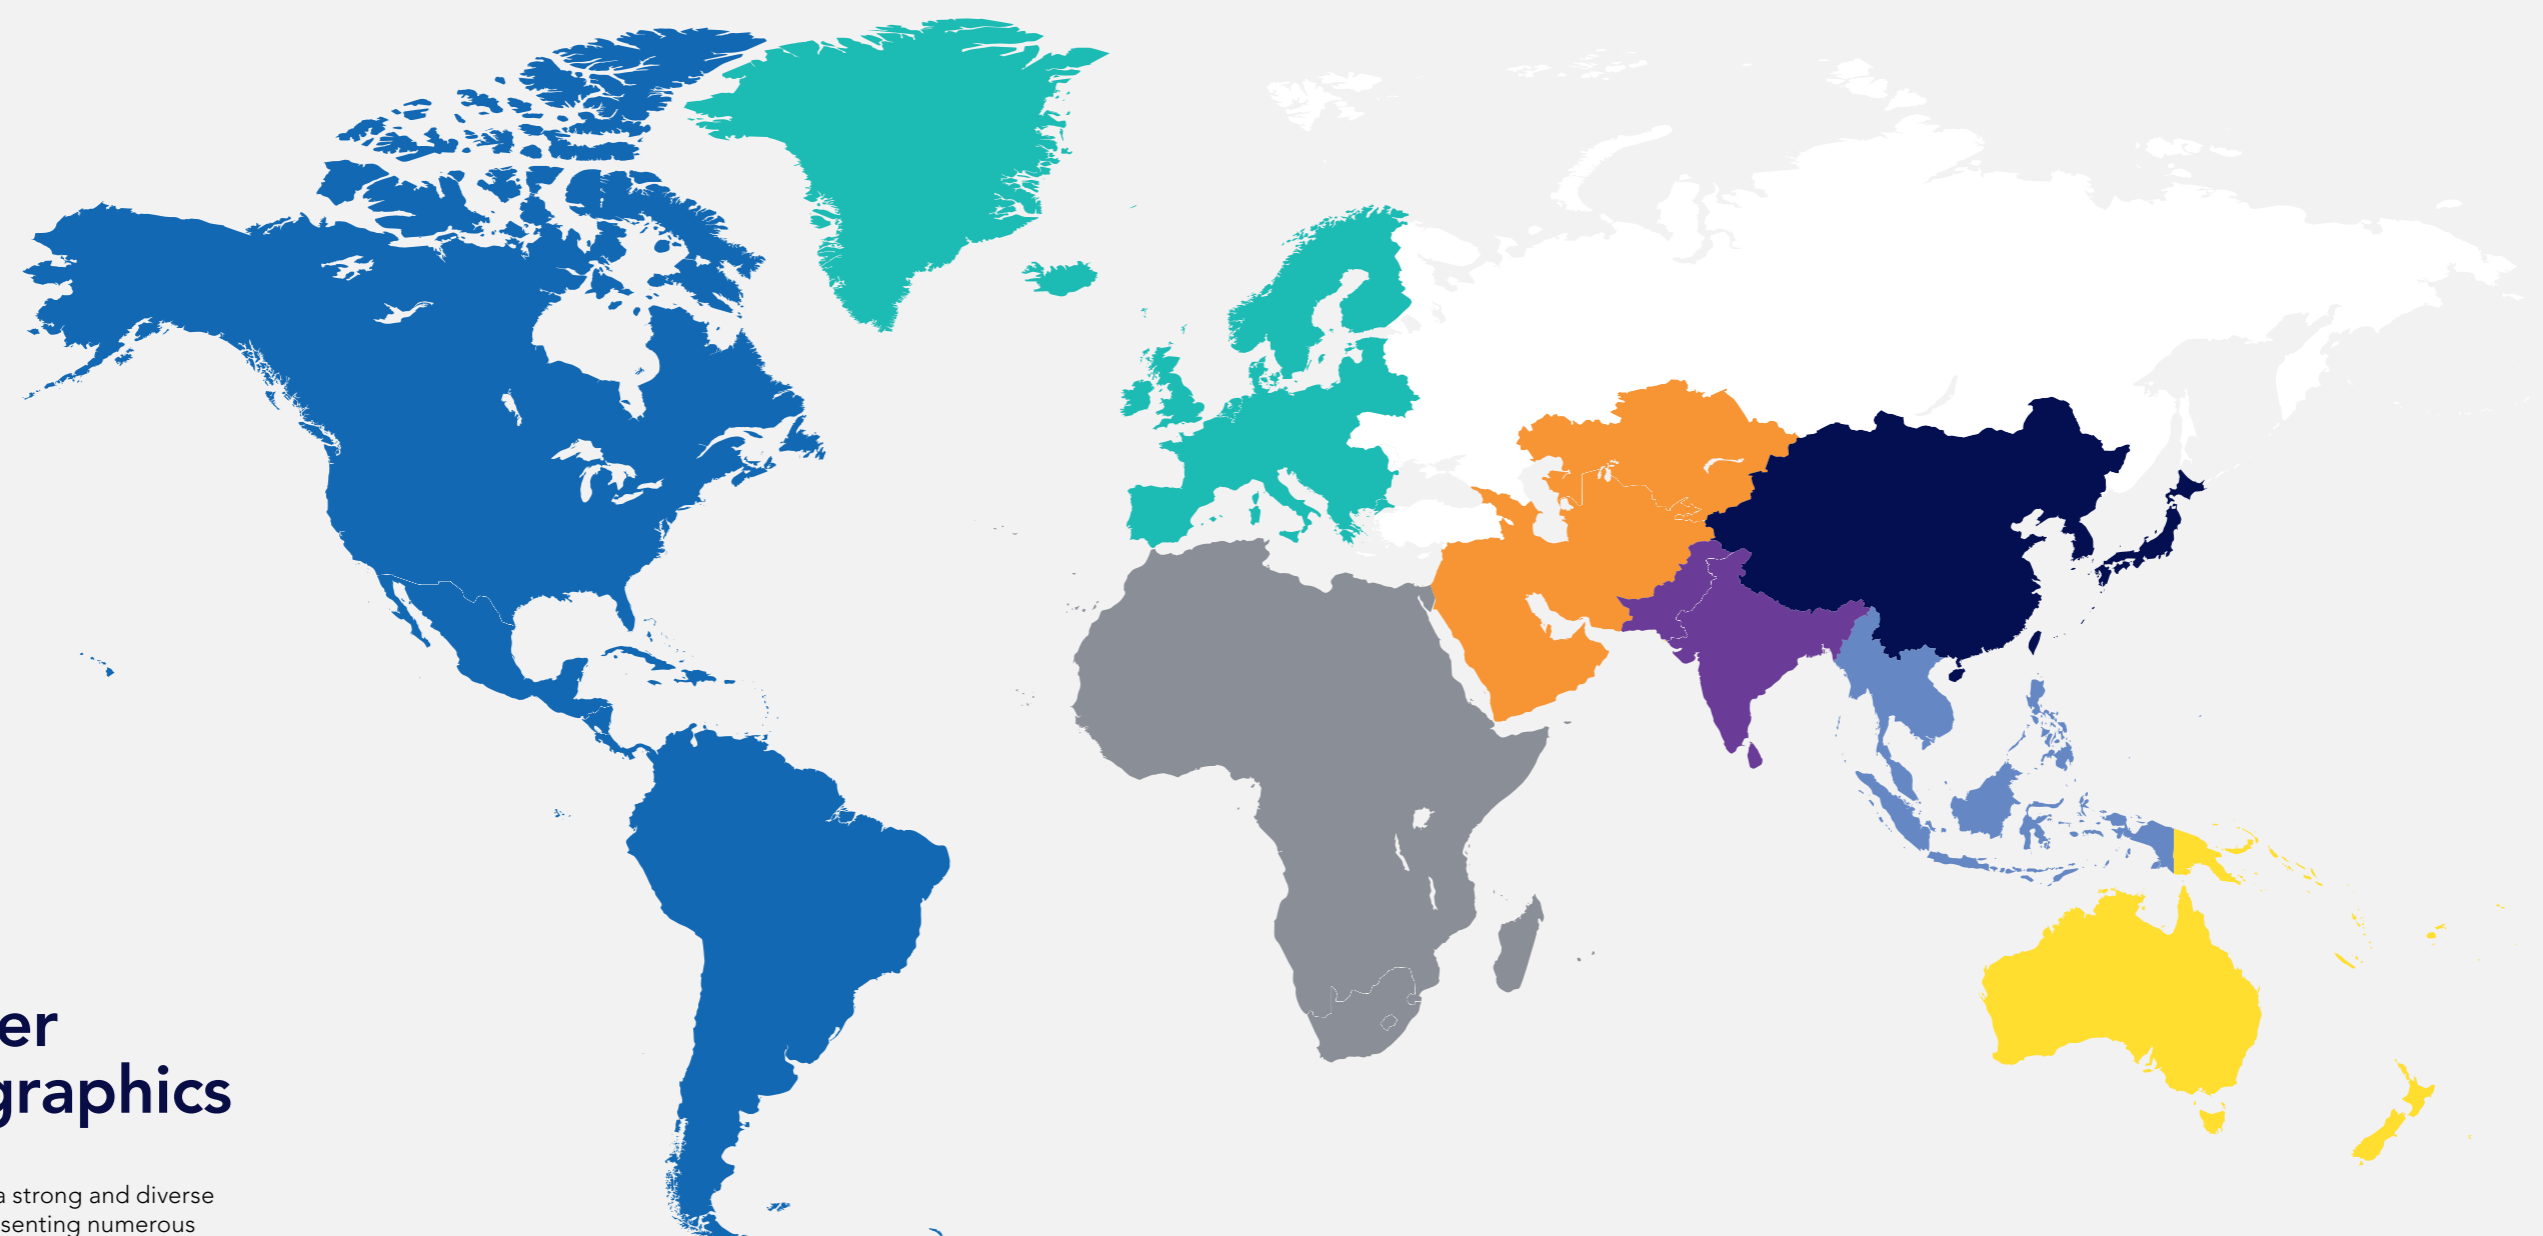 er
graphics
a strong and diverse
senting numerous